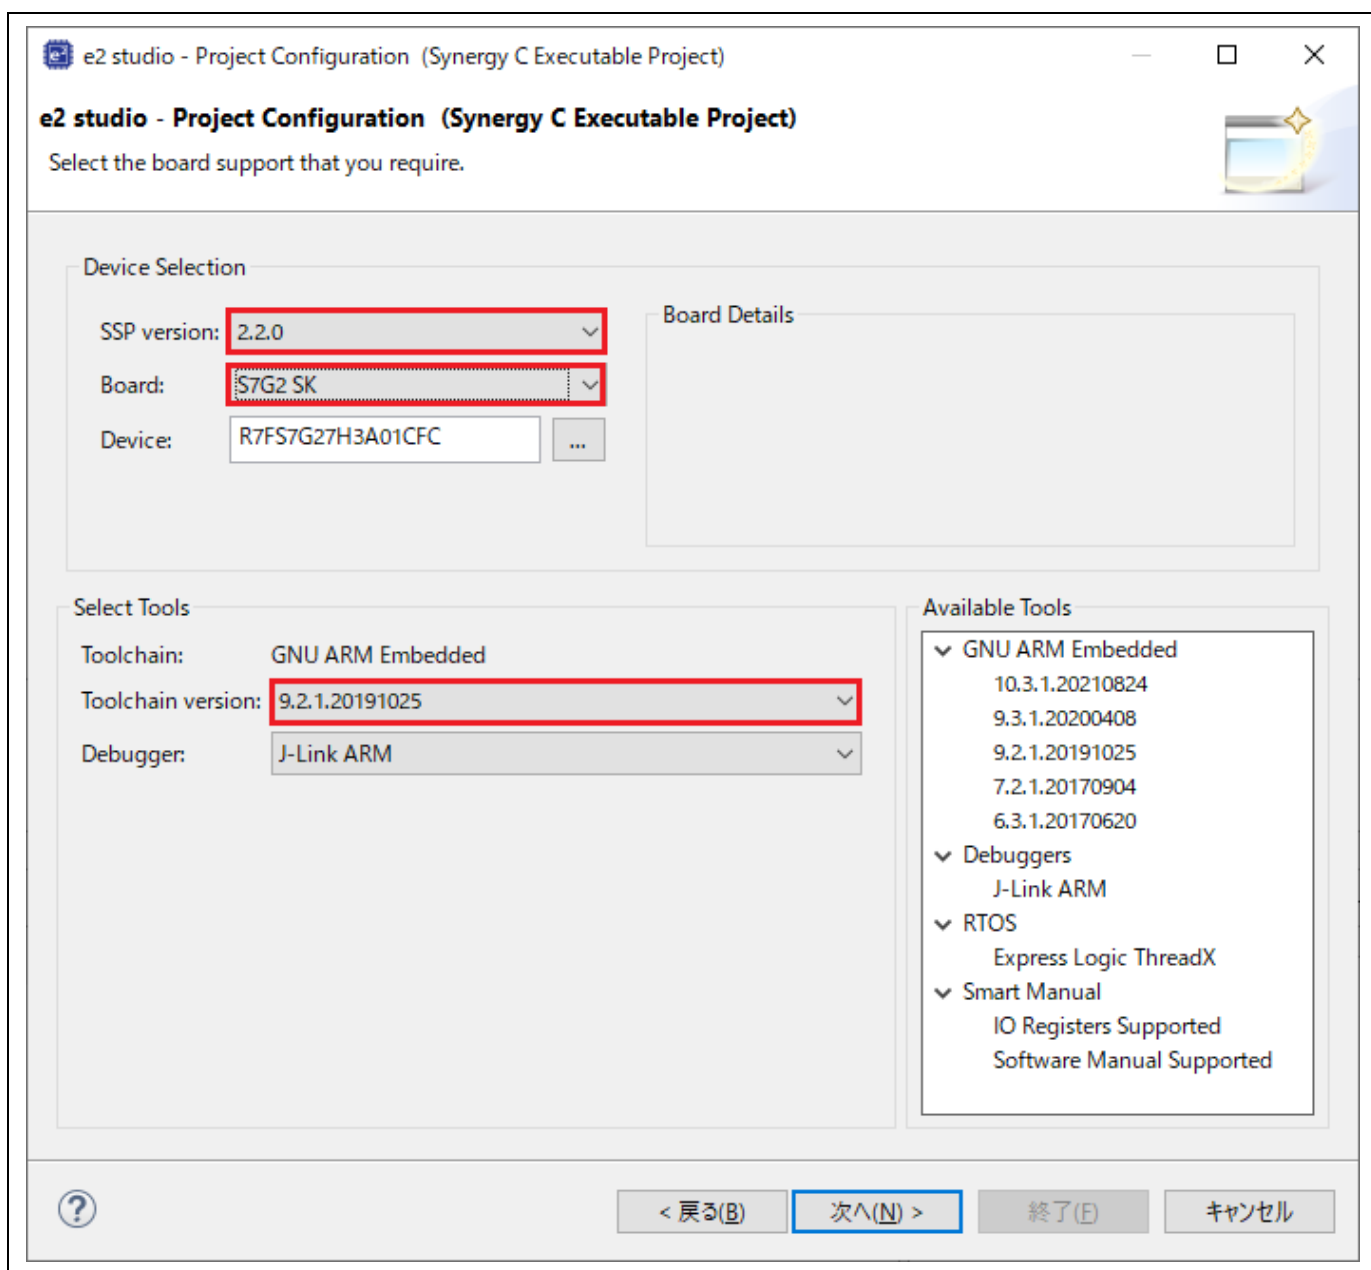 e2 studio - Project Configuration (Synergy C Executable Project)
e2 studio - Project Configuration (Synergy C Executable Project)
Select the board support that you require.
Device Selection
SSP version: 2.2.0
Board: S7G2 SK
Device: R7FS7G27H3A01CFC ...
Board Details
Select Tools
Toolchain: GNU ARM Embedded
Toolchain version: 9.2.1.20191025
Debugger: J-Link ARM
Available Tools
GNU ARM Embedded
10.3.1.20210824
9.3.1.20200408
9.2.1.20191025
7.2.1.20170904
6.3.1.20170620
Debuggers
J-Link ARM
RTOS
Express Logic ThreadX
Smart Manual
IO Registers Supported
Software Manual Supported
? < 戻る(B) 次へ(N) > 終了(F) キャンセル